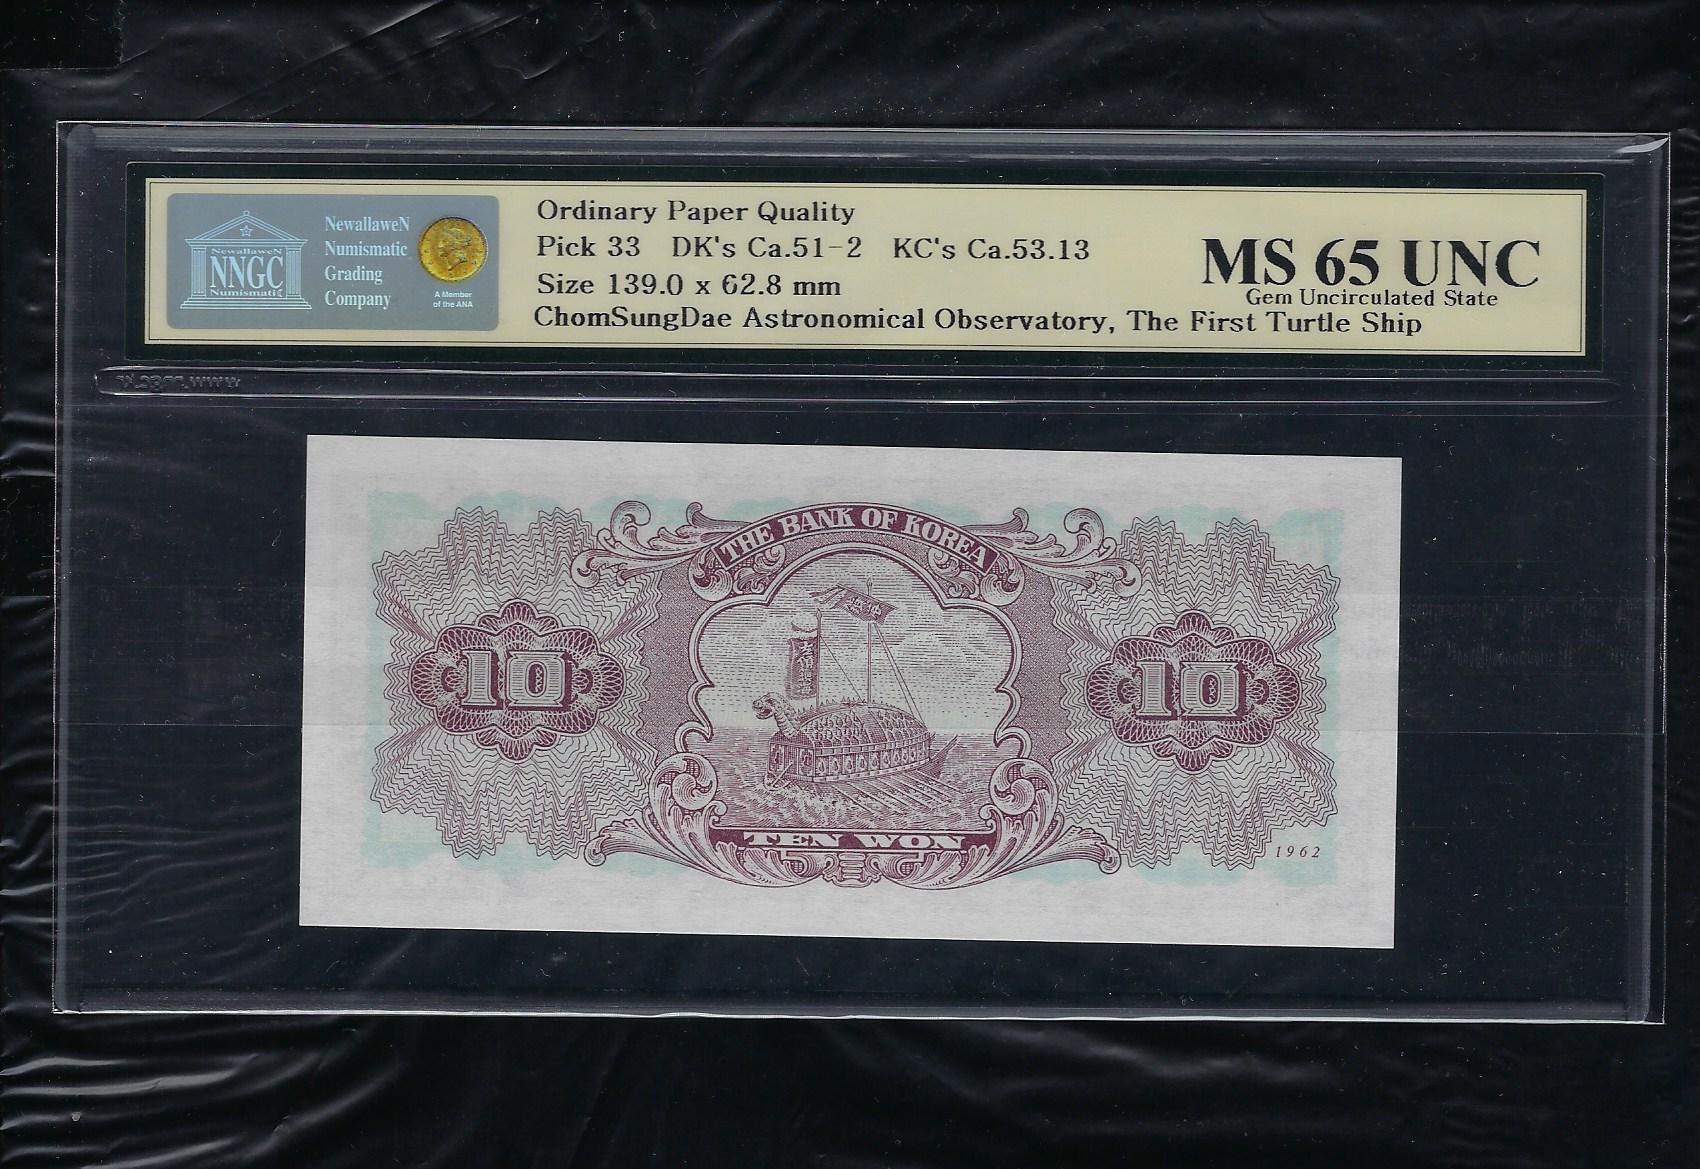 NewallaweN
Numismatic
Grading
Company
NewallaweN
NNGC
Numismatic
A Member
of the ANA
Ordinary Paper Quality
Pick 33 DK's Ca.51-2 KC's Ca.53.13
Size 139.0 x 62.8 mm
ChomSungDae Astronomical Observatory, The First Turtle Ship
MS 65 UNC
Gem Uncirculated State
THE BANK OF KOREA
10
10
TEN WON
1962